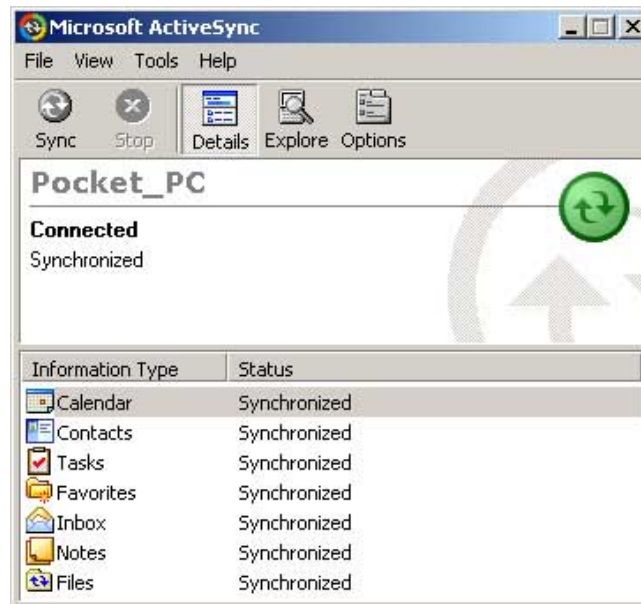 Microsoft ActiveSync
File View Tools Help
Sync Stop Details Explore Options
Pocket_PC
Connected
Synchronized
Information Type Status
Calendar Synchronized
Contacts Synchronized
Tasks Synchronized
Favorites Synchronized
Inbox Synchronized
Notes Synchronized
Files Synchronized